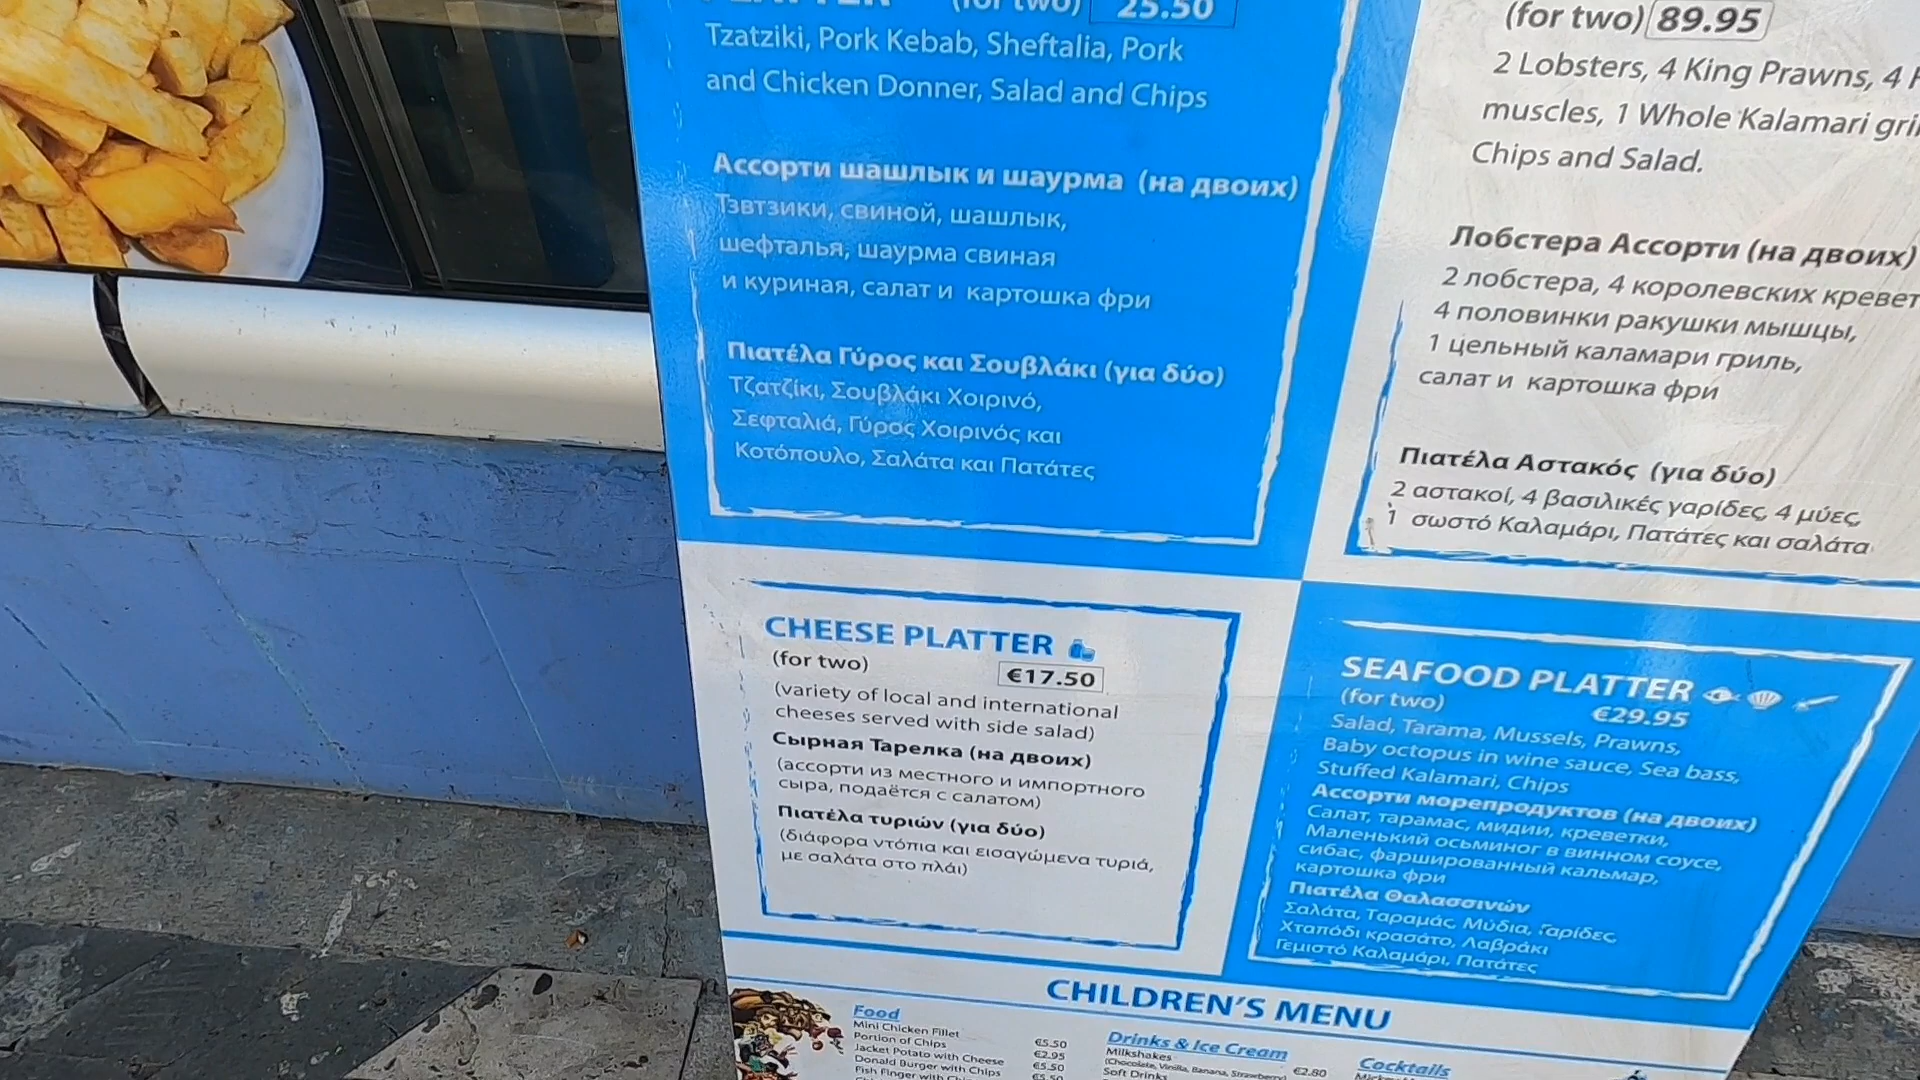 (for two) 25.50
Tzatziki, Pork Kebab, Sheftalia, Pork
and Chicken Donner, Salad and Chips
Ассорти шашлык и шаурма (на двоих)
Тзвтзики, свиной, шашлык,
шефталья, шаурма свиная
и куриная, салат и картошка фри
Πιατέλα Γύρος και Σουβλάκι (για δύο)
Τζατζίκι, Σουβλάκι Χοιρινό,
Σεφταλιά, Γύρος Χοιρινός και
Κοτόπουλο, Σαλάτα και Πατάτες
(for two) 89.95
2 Lobsters, 4 King Prawns, 4
muscles, 1 Whole Kalamari
Chips and Salad.
Лобстера Ассорти (на двоих)
2 лобстера, 4 королевских
4 половинки ракушки мышцы,
1 цельный каламари гриль,
салат и картошка фри
Πιατέλα Αστακός (για δύο)
2 αστακοί, 4 βασιλικές γαρίδες, 4 μύες,
1 σωστό Καλαμάρι, Πατάτες και σαλάτα
CHEESE PLATTER
(for two) €17.50
(variety of local and international
cheeses served with side salad)
Сырная Тарелка (на двоих)
(ассорти из местного и импортного
сыра, подаётся с салатом)
Πιατέλα τυριών (για δύο)
(διάφορα ντόπια και εισαγώμενα τυριά,
με σαλάτα στο πλάι)
SEAFOOD PLATTER
(for two) €29.95
Salad, Tarama, Mussels, Prawns,
Baby octopus in wine sauce, Sea bass,
Stuffed Kalamari, Chips
Ассорти морепродуктов (на двоих)
Салат, тарамас, мидии, креветки,
Маленький осьминог в винном соусе,
сибас, фаршированный кальмар,
картошка фри
Πιατέλα Θαλασσινών
Σαλάτα, Ταραμάς, Μύδια, Γαρίδες,
Χταπόδι κρασάτο, Λαβράκι
Γεμιστό Καλαμάρι, Πατάτες
CHILDREN'S MENU
Food
Mini Chicken Fillet €5.50
Portion of Chips €2.95
Jacket Potato with Cheese €5.50
Donald Burger with Chips €5.50
Fish Finger with
Drinks & Ice Cream
Milkshakes
(Chocolate, Vanilla, Banana, Strawberry) €2.80
Soft Drinks
Cocktails